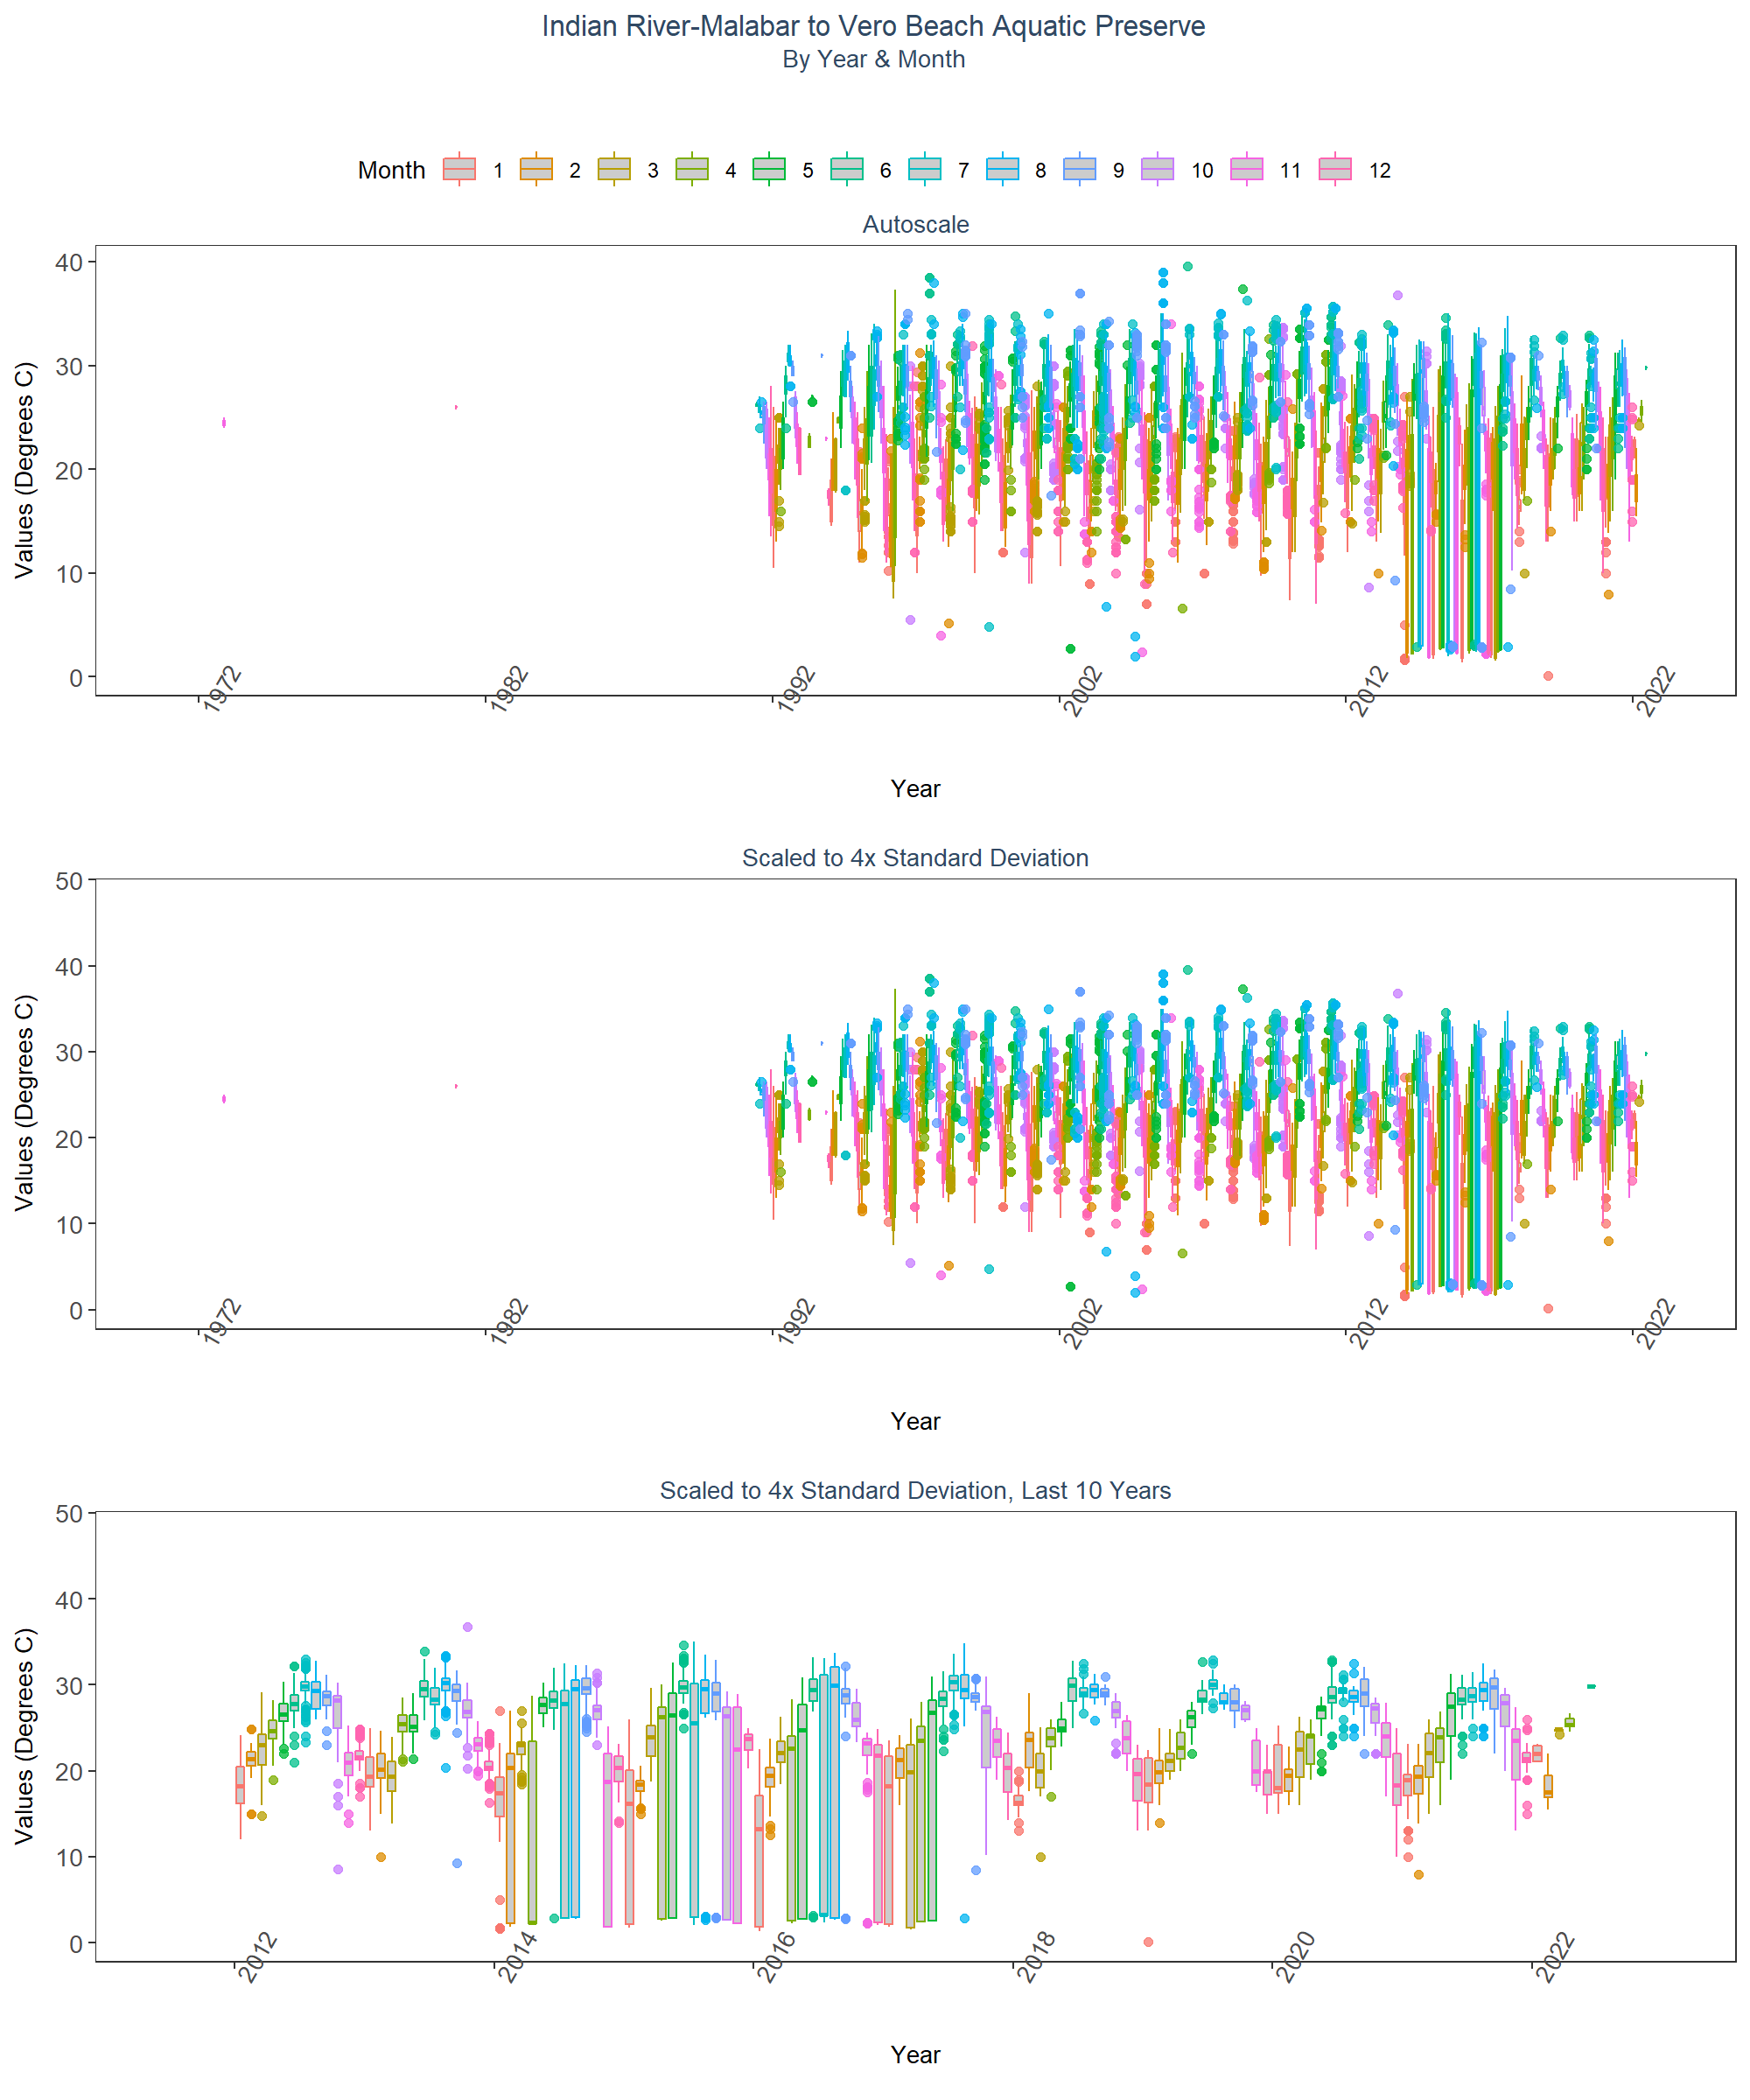 Indian River-Malabar to Vero Beach Aquatic Preserve
By Year & Month
Month 1 2 3 4 5 6 7 8 9 10 11 12
Autoscale
Values (Degrees C)
40
30
20
10
0
1972 1982 1992 2002 2012 2022
Year
Scaled to 4x Standard Deviation
Values (Degrees C)
50
40
30
20
10
0
1972 1982 1992 2002 2012 2022
Year
Scaled to 4x Standard Deviation, Last 10 Years
Values (Degrees C)
50
40
30
20
10
0
2012 2014 2016 2018 2020 2022
Year